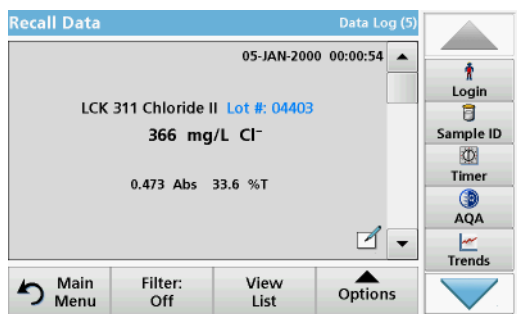 Recall Data Data Log (5)
05-JAN-2000 00:00:54
LCK 311 Chloride II Lot #: 04403
366 mg/L Cl⁻
0.473 Abs 33.6 %T
Login
Sample ID
Timer
AQA
Trends
Main Menu
Filter: Off
View List
Options